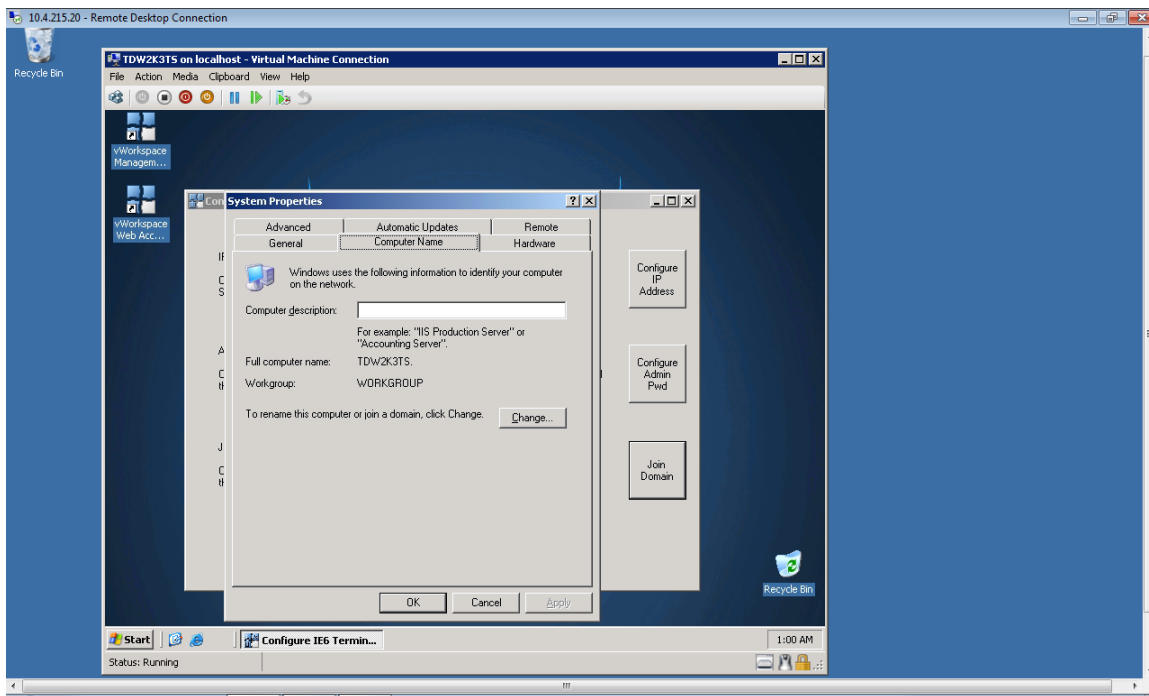 10.4.215.20 - Remote Desktop Connection
Recycle Bin
TDW2K3TS on localhost - Virtual Machine Connection
File Action Media Clipboard View Help
vWorkspace
Managem...
vWorkspace
Web Acc...
Con
System Properties
Advanced
Automatic Updates
Remote
General
Computer Name
Hardware
Windows uses the following information to identify your computer
on the network.
Computer description:
For example: "IIS Production Server" or
"Accounting Server".
Full computer name: TDW2K3TS.
Workgroup: WORKGROUP
To rename this computer or join a domain, click Change.
Change...
OK
Cancel
Apply
Configure
IP
Address
Configure
Admin
Pwd
Join
Domain
Recycle Bin
Start
Configure IE6 Termin...
1:00 AM
Status: Running